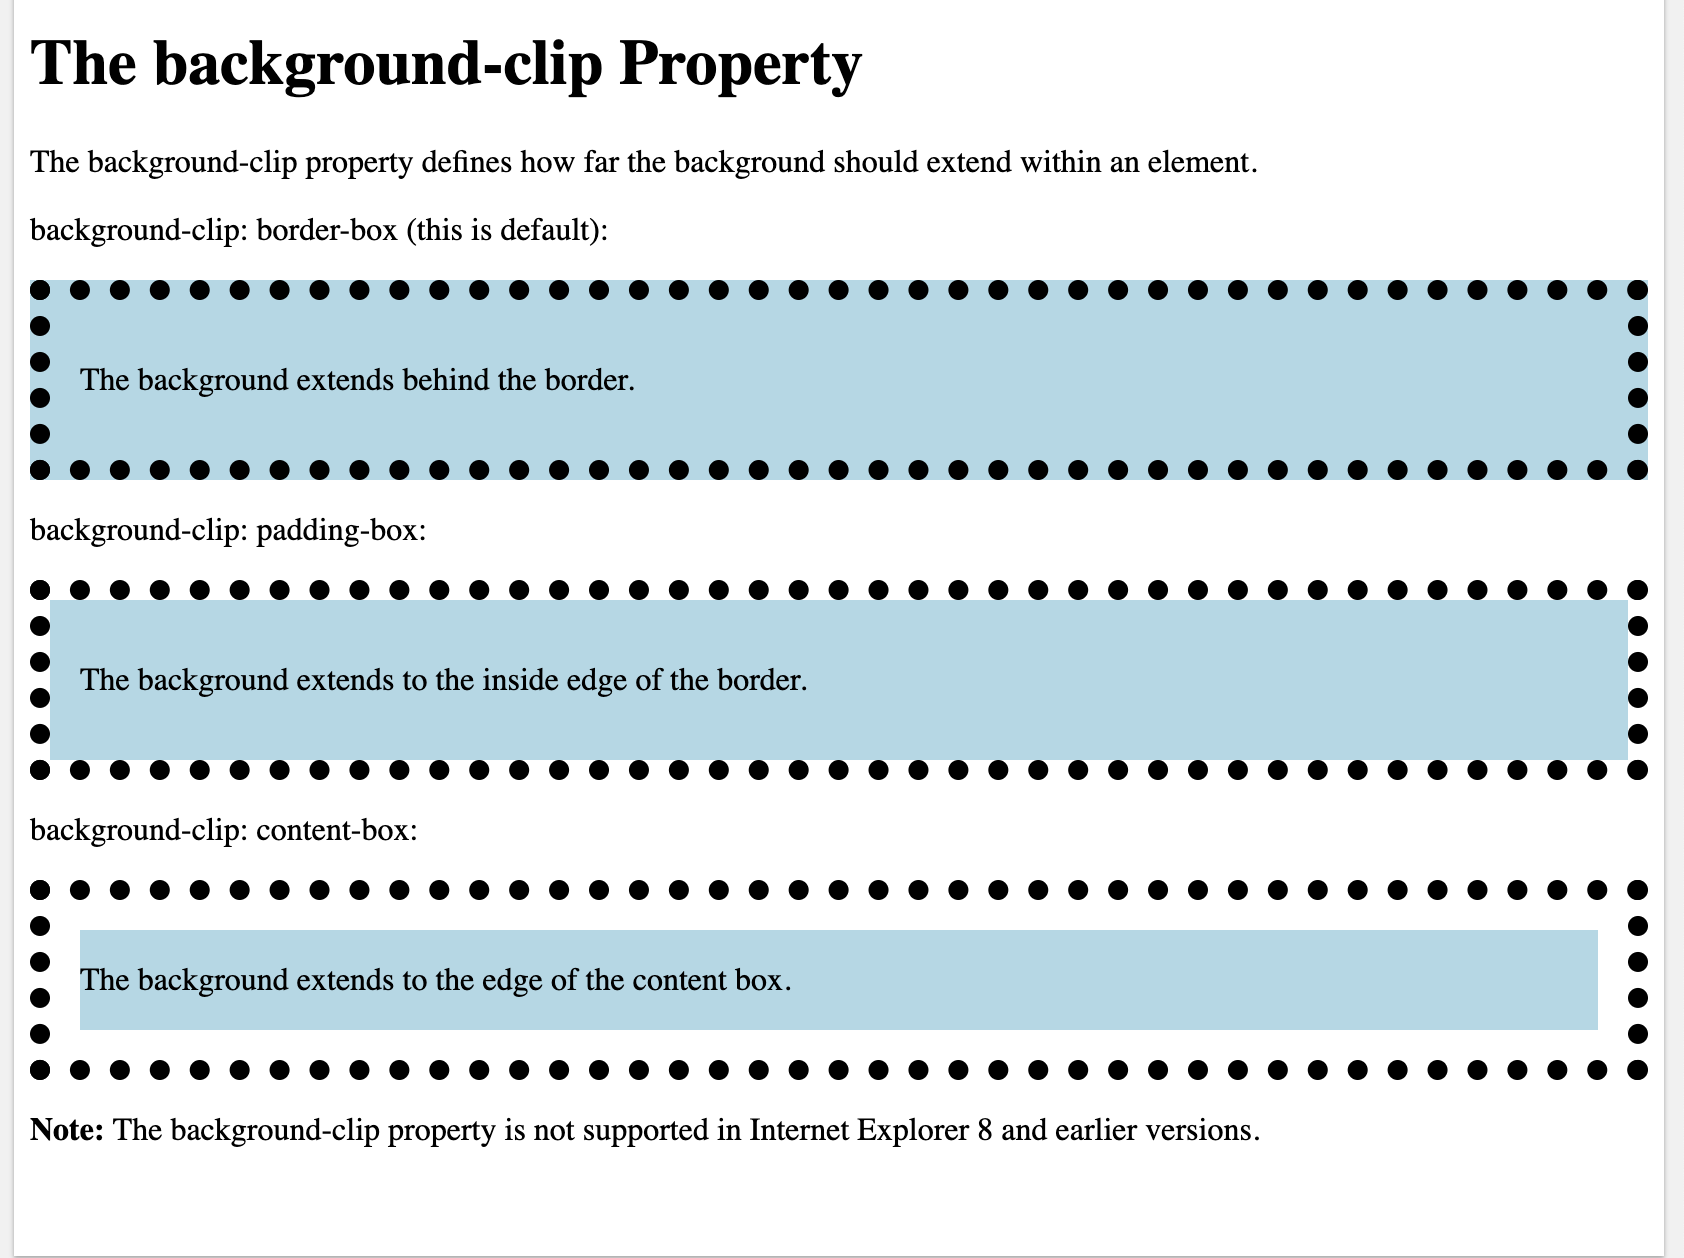 The background-clip Property
The background-clip property defines how far the background should extend within an element.
background-clip: border-box (this is default):
The background extends behind the border.
background-clip: padding-box:
The background extends to the inside edge of the border.
background-clip: content-box:
The background extends to the edge of the content box.
Note: The background-clip property is not supported in Internet Explorer 8 and earlier versions.